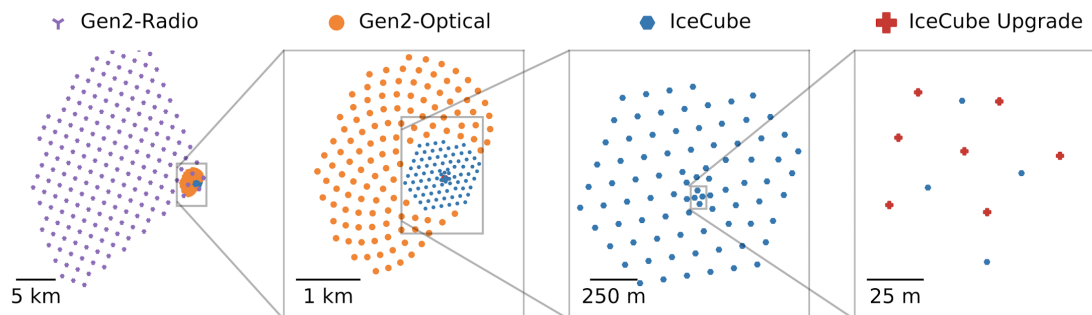 Gen2-Radio
Gen2-Optical
IceCube
IceCube Upgrade
5 km
1 km
250 m
25 m